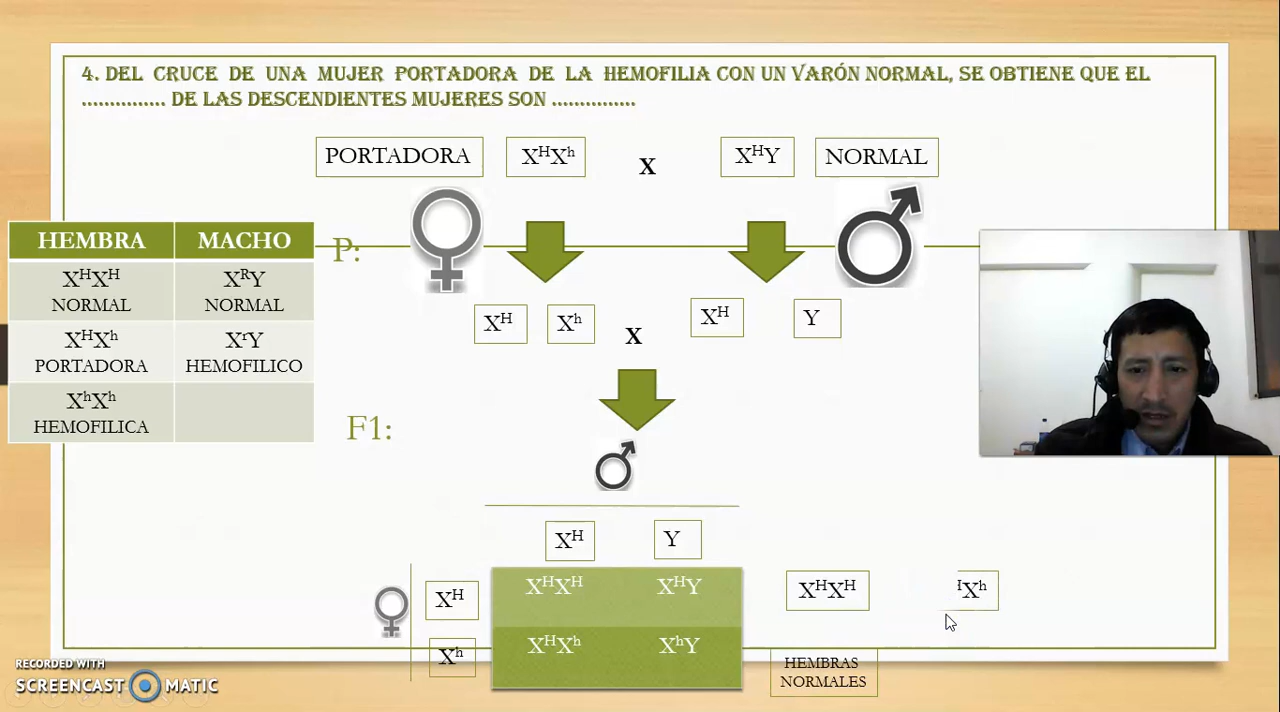 4. DEL CRUCE DE UNA MUJER PORTADORA DE LA HEMOFILIA CON UN VARÓN NORMAL, SE OBTIENE QUE EL
............... DE LAS DESCENDIENTES MUJERES SON ...............
PORTADORA XᴴXʰ X XᴴY NORMAL
HEMBRA MACHO
XᴴXᴴ XᴿY
NORMAL NORMAL
XᴴXʰ XʳY
PORTADORA HEMOFILICO
XʰXʰ
HEMOFILICA
P:
Xᴴ Xʰ X Xᴴ Y
F1:
Xᴴ Y
Xᴴ XᴴXᴴ XᴴY XᴴXᴴ ᴴXʰ
Xʰ XᴴXʰ XʰY
HEMBRAS
NORMALES
RECORDED WITH
SCREENCAST MATIC